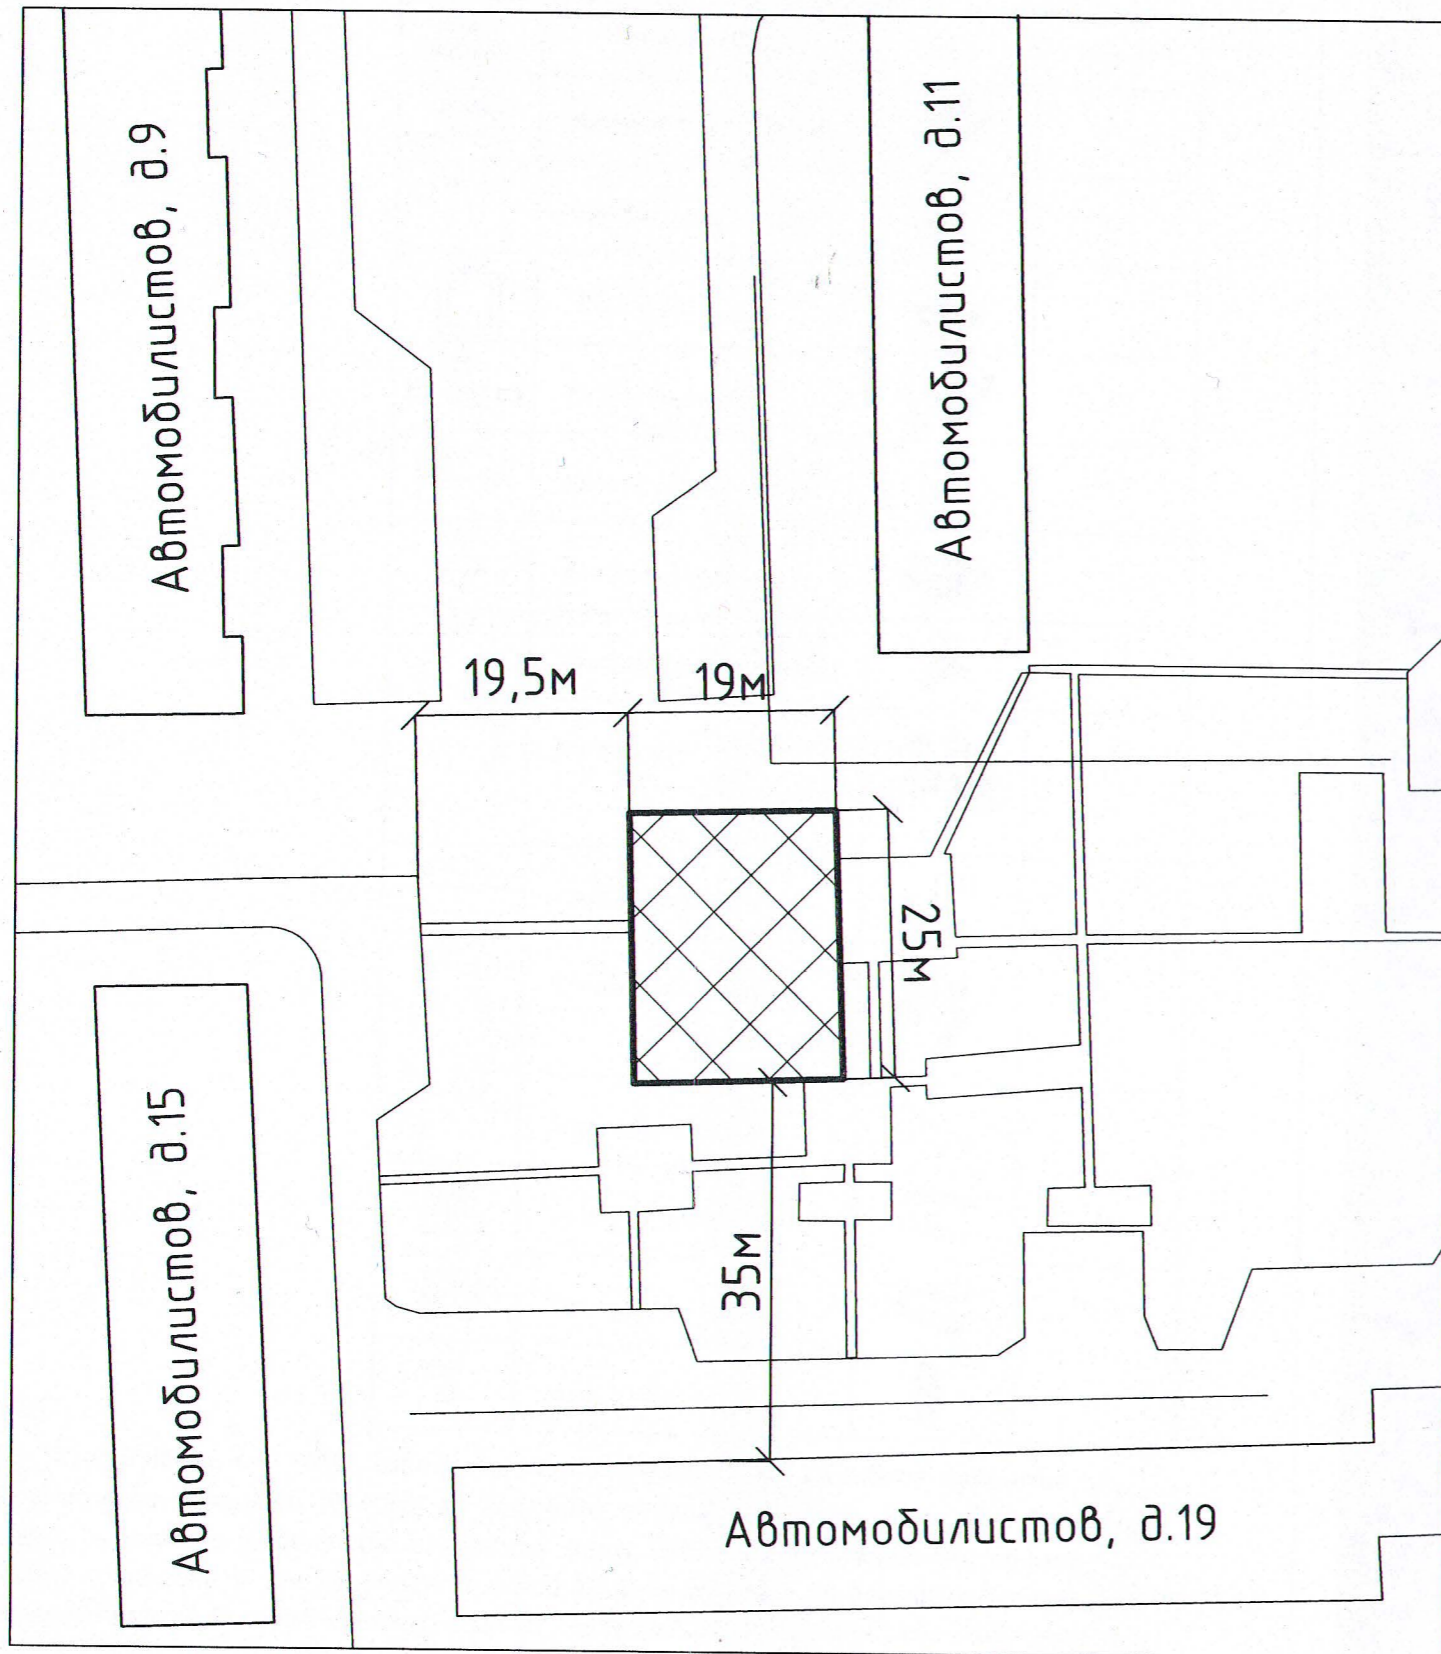 Автомобилистов, д.9
Автомобилистов, д.11
19,5м
19м
25м
Автомобилистов, д.15
35м
Автомобилистов, д.19